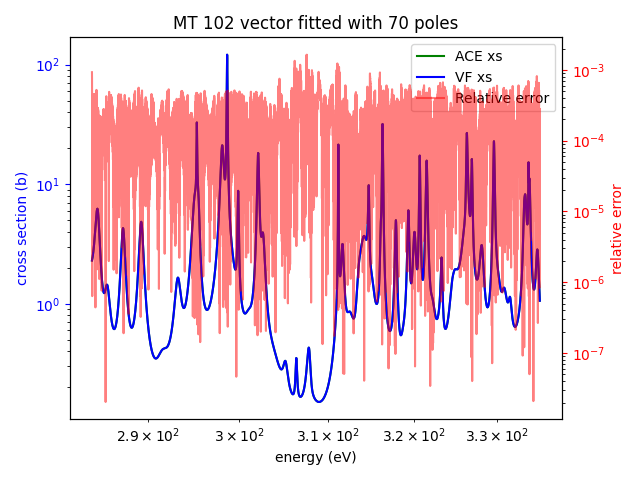 MT 102 vector fitted with 70 poles
ACE xs
VF xs
Relative error
cross section (b)
10²
10¹
10⁰
10⁻³
10⁻⁴
10⁻⁵
10⁻⁶
10⁻⁷
relative error
2.9 × 10² 3 × 10² 3.1 × 10² 3.2 × 10² 3.3 × 10²
energy (eV)